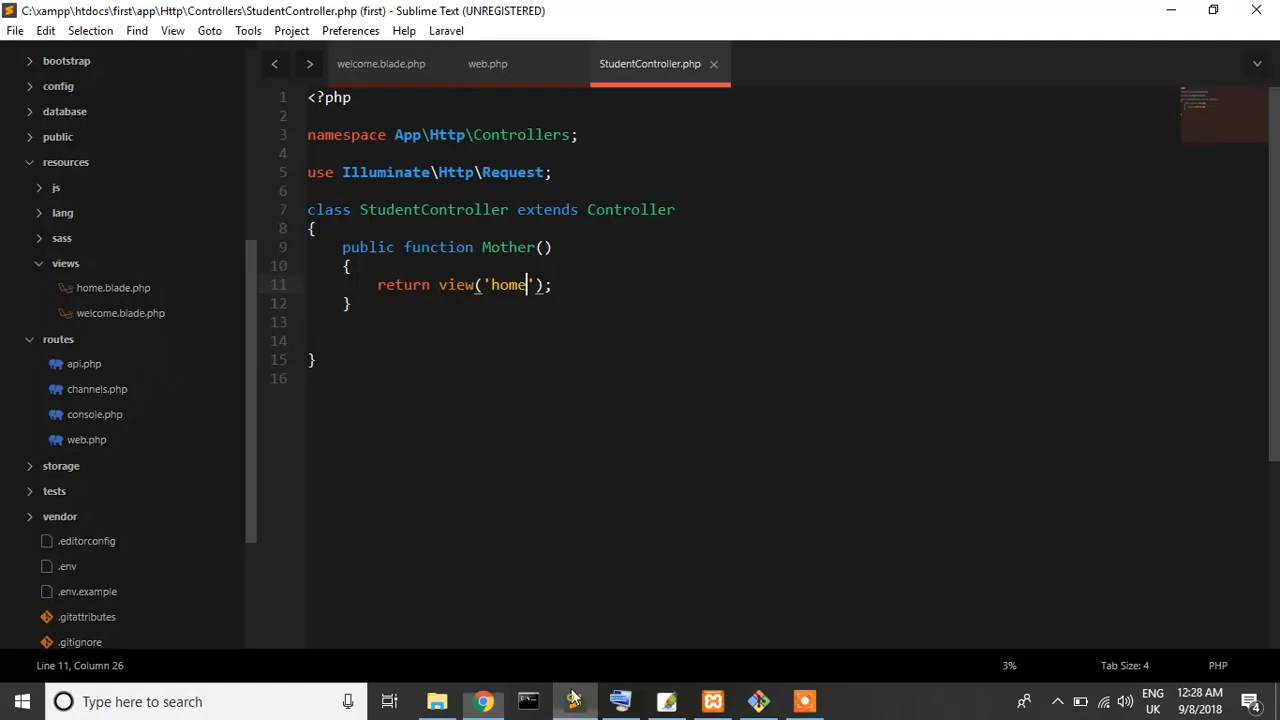 C:\xampp\htdocs\first\app\Http\Controllers\StudentController.php (first) - Sublime Text (UNREGISTERED)
File Edit Selection Find View Goto Tools Project Preferences Help Laravel
bootstrap
config
database
public
resources
js
lang
sass
views
home.blade.php
welcome.blade.php
routes
api.php
channels.php
console.php
web.php
storage
tests
vendor
.editorconfig
.env
.env.example
.gitattributes
.gitignore
welcome.blade.php web.php StudentController.php
1 <?php
2
3 namespace App\Http\Controllers;
4
5 use Illuminate\Http\Request;
6
7 class StudentController extends Controller
8 {
9 public function Mother()
10 {
11 return view('home');
12 }
13
14
15 }
16
Line 11, Column 26 3% Tab Size: 4 PHP
Type here to search
ENG
UK
12:28 AM
9/8/2018
4